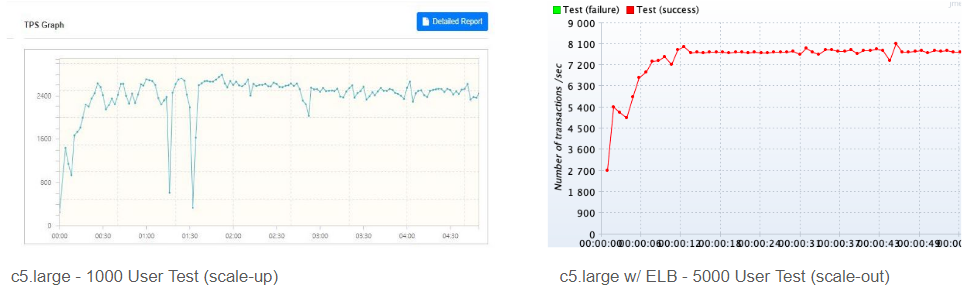 TPS Graph
Detailed Report
2400
1600
800
0
00:00 00:30 01:00 01:30 02:00 02:30 03:00 03:30 04:00 04:30
c5.large - 1000 User Test (scale-up)
Test (failure) Test (success)
Number of transactions /sec
9 000
8 100
7 200
6 300
5 400
4 500
3 600
2 700
1 800
900
0
00:00:00 00:00:06 00:00:12 00:00:18 00:00:24 00:00:31 00:00:37 00:00:43 00:00:49
c5.large w/ ELB - 5000 User Test (scale-out)